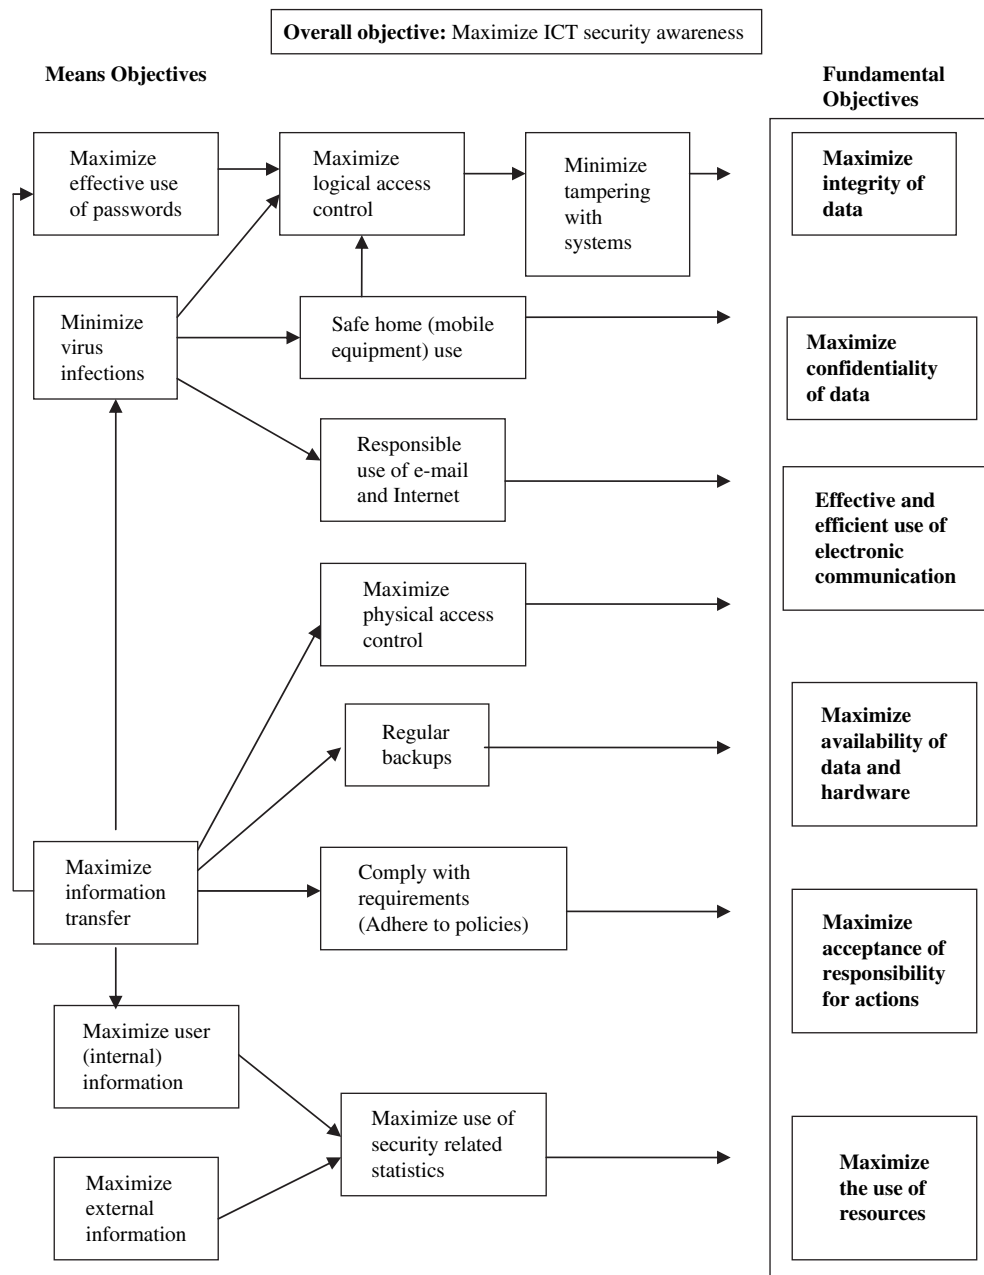 Overall objective: Maximize ICT security awareness
Means Objectives
Fundamental
Objectives
Maximize
effective use
of passwords
Maximize
logical access
control
Minimize
tampering
with
systems
Maximize
integrity of
data
Minimize
virus
infections
Safe home (mobile
equipment) use
Maximize
confidentiality
of data
Responsible
use of e-mail
and Internet
Effective and
efficient use of
electronic
communication
Maximize
physical access
control
Regular
backups
Maximize
availability of
data and
hardware
Maximize
information
transfer
Comply with
requirements
(Adhere to policies)
Maximize
acceptance of
responsibility
for actions
Maximize user
(internal)
information
Maximize use of
security related
statistics
Maximize
external
information
Maximize
the use of
resources